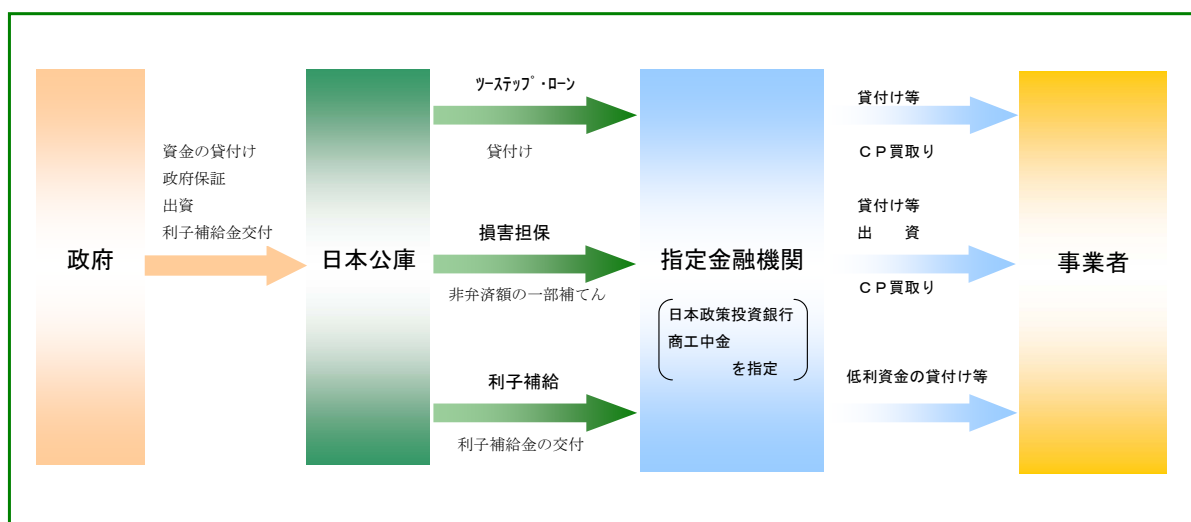 政府
資金の貸付け
政府保証
出資
利子補給金交付
日本公庫
ﾂｰｽﾃｯﾌﾟ・ﾛｰﾝ
貸付け
損害担保
非弁済額の一部補てん
利子補給
利子補給金の交付
指定金融機関
日本政策投資銀行
商工中金
を指定
貸付け等
ＣＰ買取り
貸付け等
出　　資
ＣＰ買取り
低利資金の貸付け等
事業者